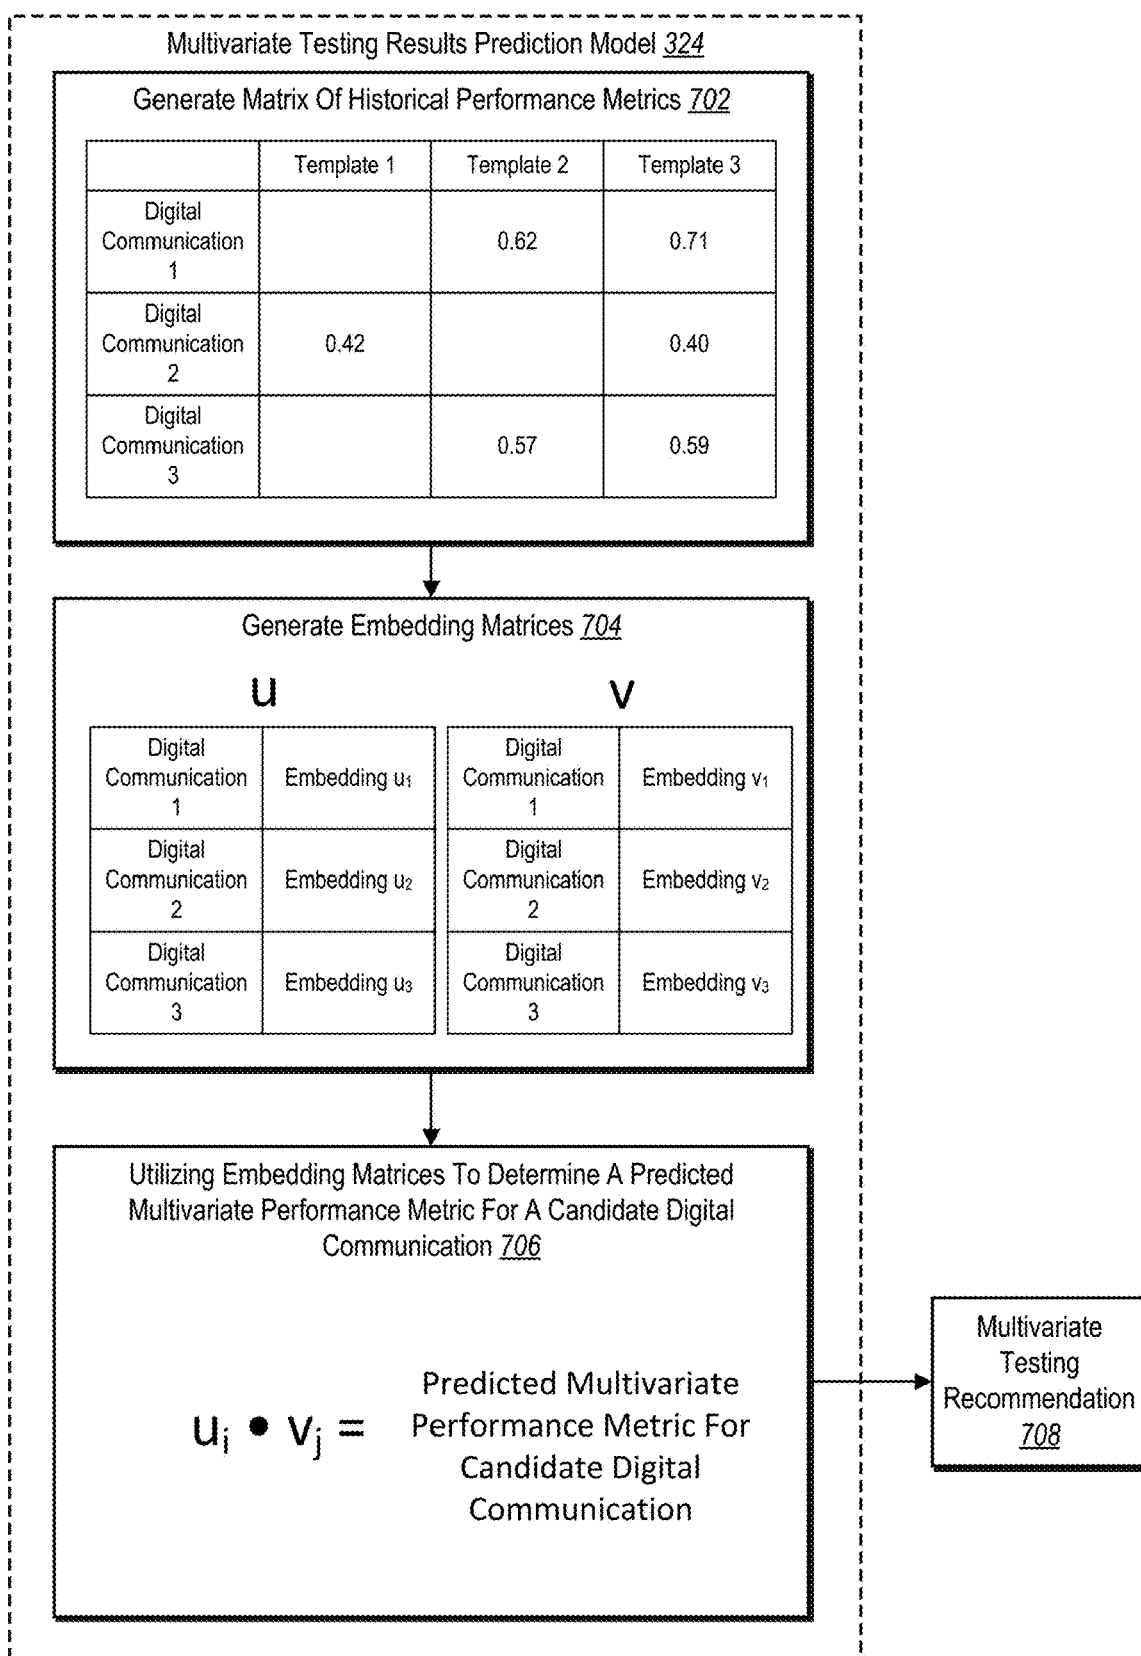 Multivariate Testing Results Prediction Model 324
Generate Matrix Of Historical Performance Metrics 702
Template 1 Template 2 Template 3
Digital
Communication
1
0.62 0.71
Digital
Communication
2
0.42 0.40
Digital
Communication
3
0.57 0.59
Generate Embedding Matrices 704
u v
Digital
Communication
1
Embedding u₁
Digital
Communication
1
Embedding v₁
Digital
Communication
2
Embedding u₂
Digital
Communication
2
Embedding v₂
Digital
Communication
3
Embedding u₃
Digital
Communication
3
Embedding v₃
Utilizing Embedding Matrices To Determine A Predicted
Multivariate Performance Metric For A Candidate Digital
Communication 706
uᵢ • vⱼ =
Predicted Multivariate
Performance Metric For
Candidate Digital
Communication
Multivariate
Testing
Recommendation
708